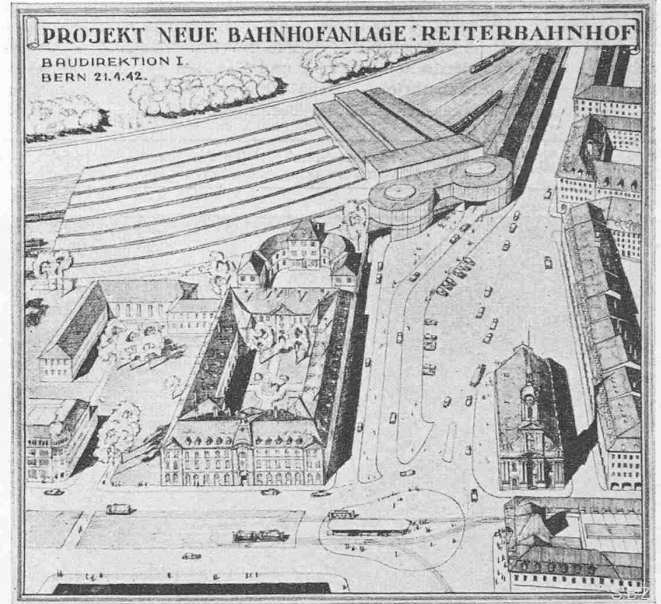 PROJEKT NEUE BAHNHOFANLAGE: REITERBAHNHOF
BAUDIREKTION I.
BERN 21.4.42.
S.B.Z